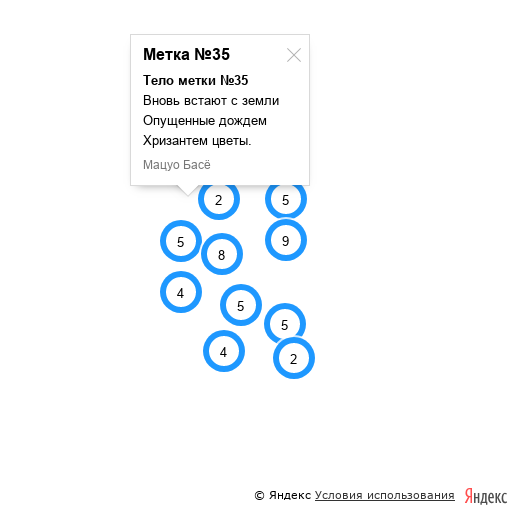 Метка №35
Тело метки №35
Вновь встают с земли
Опущенные дождем
Хризантем цветы.
Мацуо Басё
2
5
5
8
9
4
5
5
4
2
© Яндекс Условия использования Яндекс